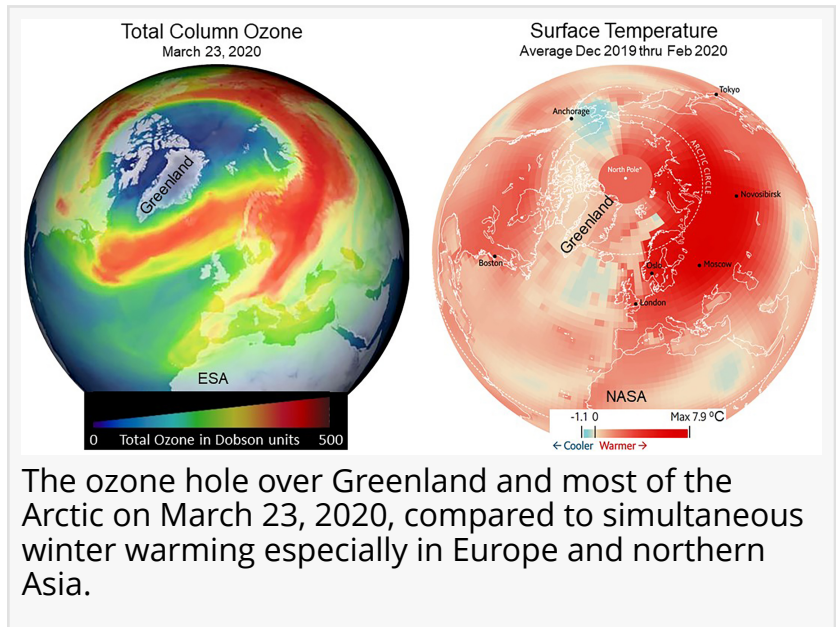 Total Column Ozone
March 23, 2020
Greenland
ESA
0 Total Ozone in Dobson units 500
Surface Temperature
Average Dec 2019 thru Feb 2020
Tokyo
Anchorage
ARCTIC CIRCLE
North Pole*
Novosibirsk
Greenland
Boston
Oslo
Moscow
London
NASA
-1.1 0 Max 7.9 ºC
← Cooler Warmer →
The ozone hole over Greenland and most of the
Arctic on March 23, 2020, compared to simultaneous
winter warming especially in Europe and northern
Asia.